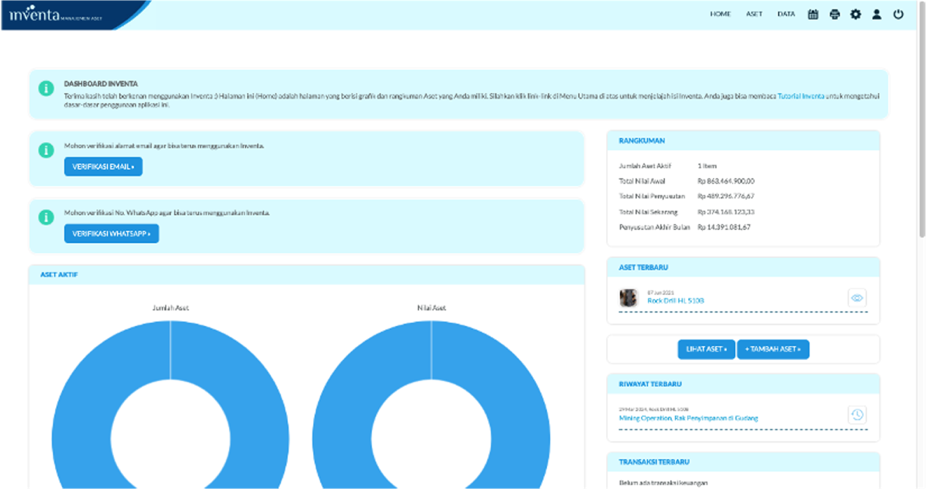 inventa MANAJEMEN ASET
HOME ASET DATA
DASHBOARD INVENTA
Terima kasih telah berkenan menggunakan Inventa :) Halaman ini (Home) adalah halaman yang berisi grafik dan rangkuman Aset yang Anda miliki. Silahkan klik link-link di Menu Utama di atas untuk menjelajah isi Inventa. Anda juga bisa membaca Tutorial Inventa untuk mengetahui
dasar-dasar penggunaan aplikasi ini.
Mohon verifikasi alamat email agar bisa terus menggunakan Inventa.
VERIFIKASI EMAIL »
Mohon verifikasi No. WhatsApp agar bisa terus menggunakan Inventa.
VERIFIKASI WHATSAPP »
ASET AKTIF
Jumlah Aset
Nilai Aset
RANGKUMAN
Jumlah Aset Aktif 1 Item
Total Nilai Awal Rp 863.464.900,00
Total Nilai Penyusutan Rp 489.296.776,67
Total Nilai Sekarang Rp 374.168.123,33
Penyusutan Akhir Bulan Rp 14.391.081,67
ASET TERBARU
Rock Drill HL 510B
LIHAT ASET » + TAMBAH ASET »
RIWAYAT TERBARU
Mining Operation, Rak Penyimpanan di Gudang
TRANSAKSI TERBARU
Belum ada transaksi keuangan